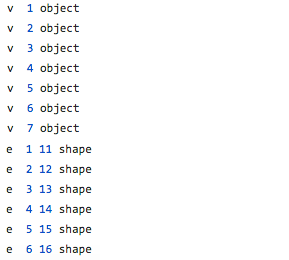 v 1 object
v 2 object
v 3 object
v 4 object
v 5 object
v 6 object
v 7 object
e 1 11 shape
e 2 12 shape
e 3 13 shape
e 4 14 shape
e 5 15 shape
e 6 16 shape